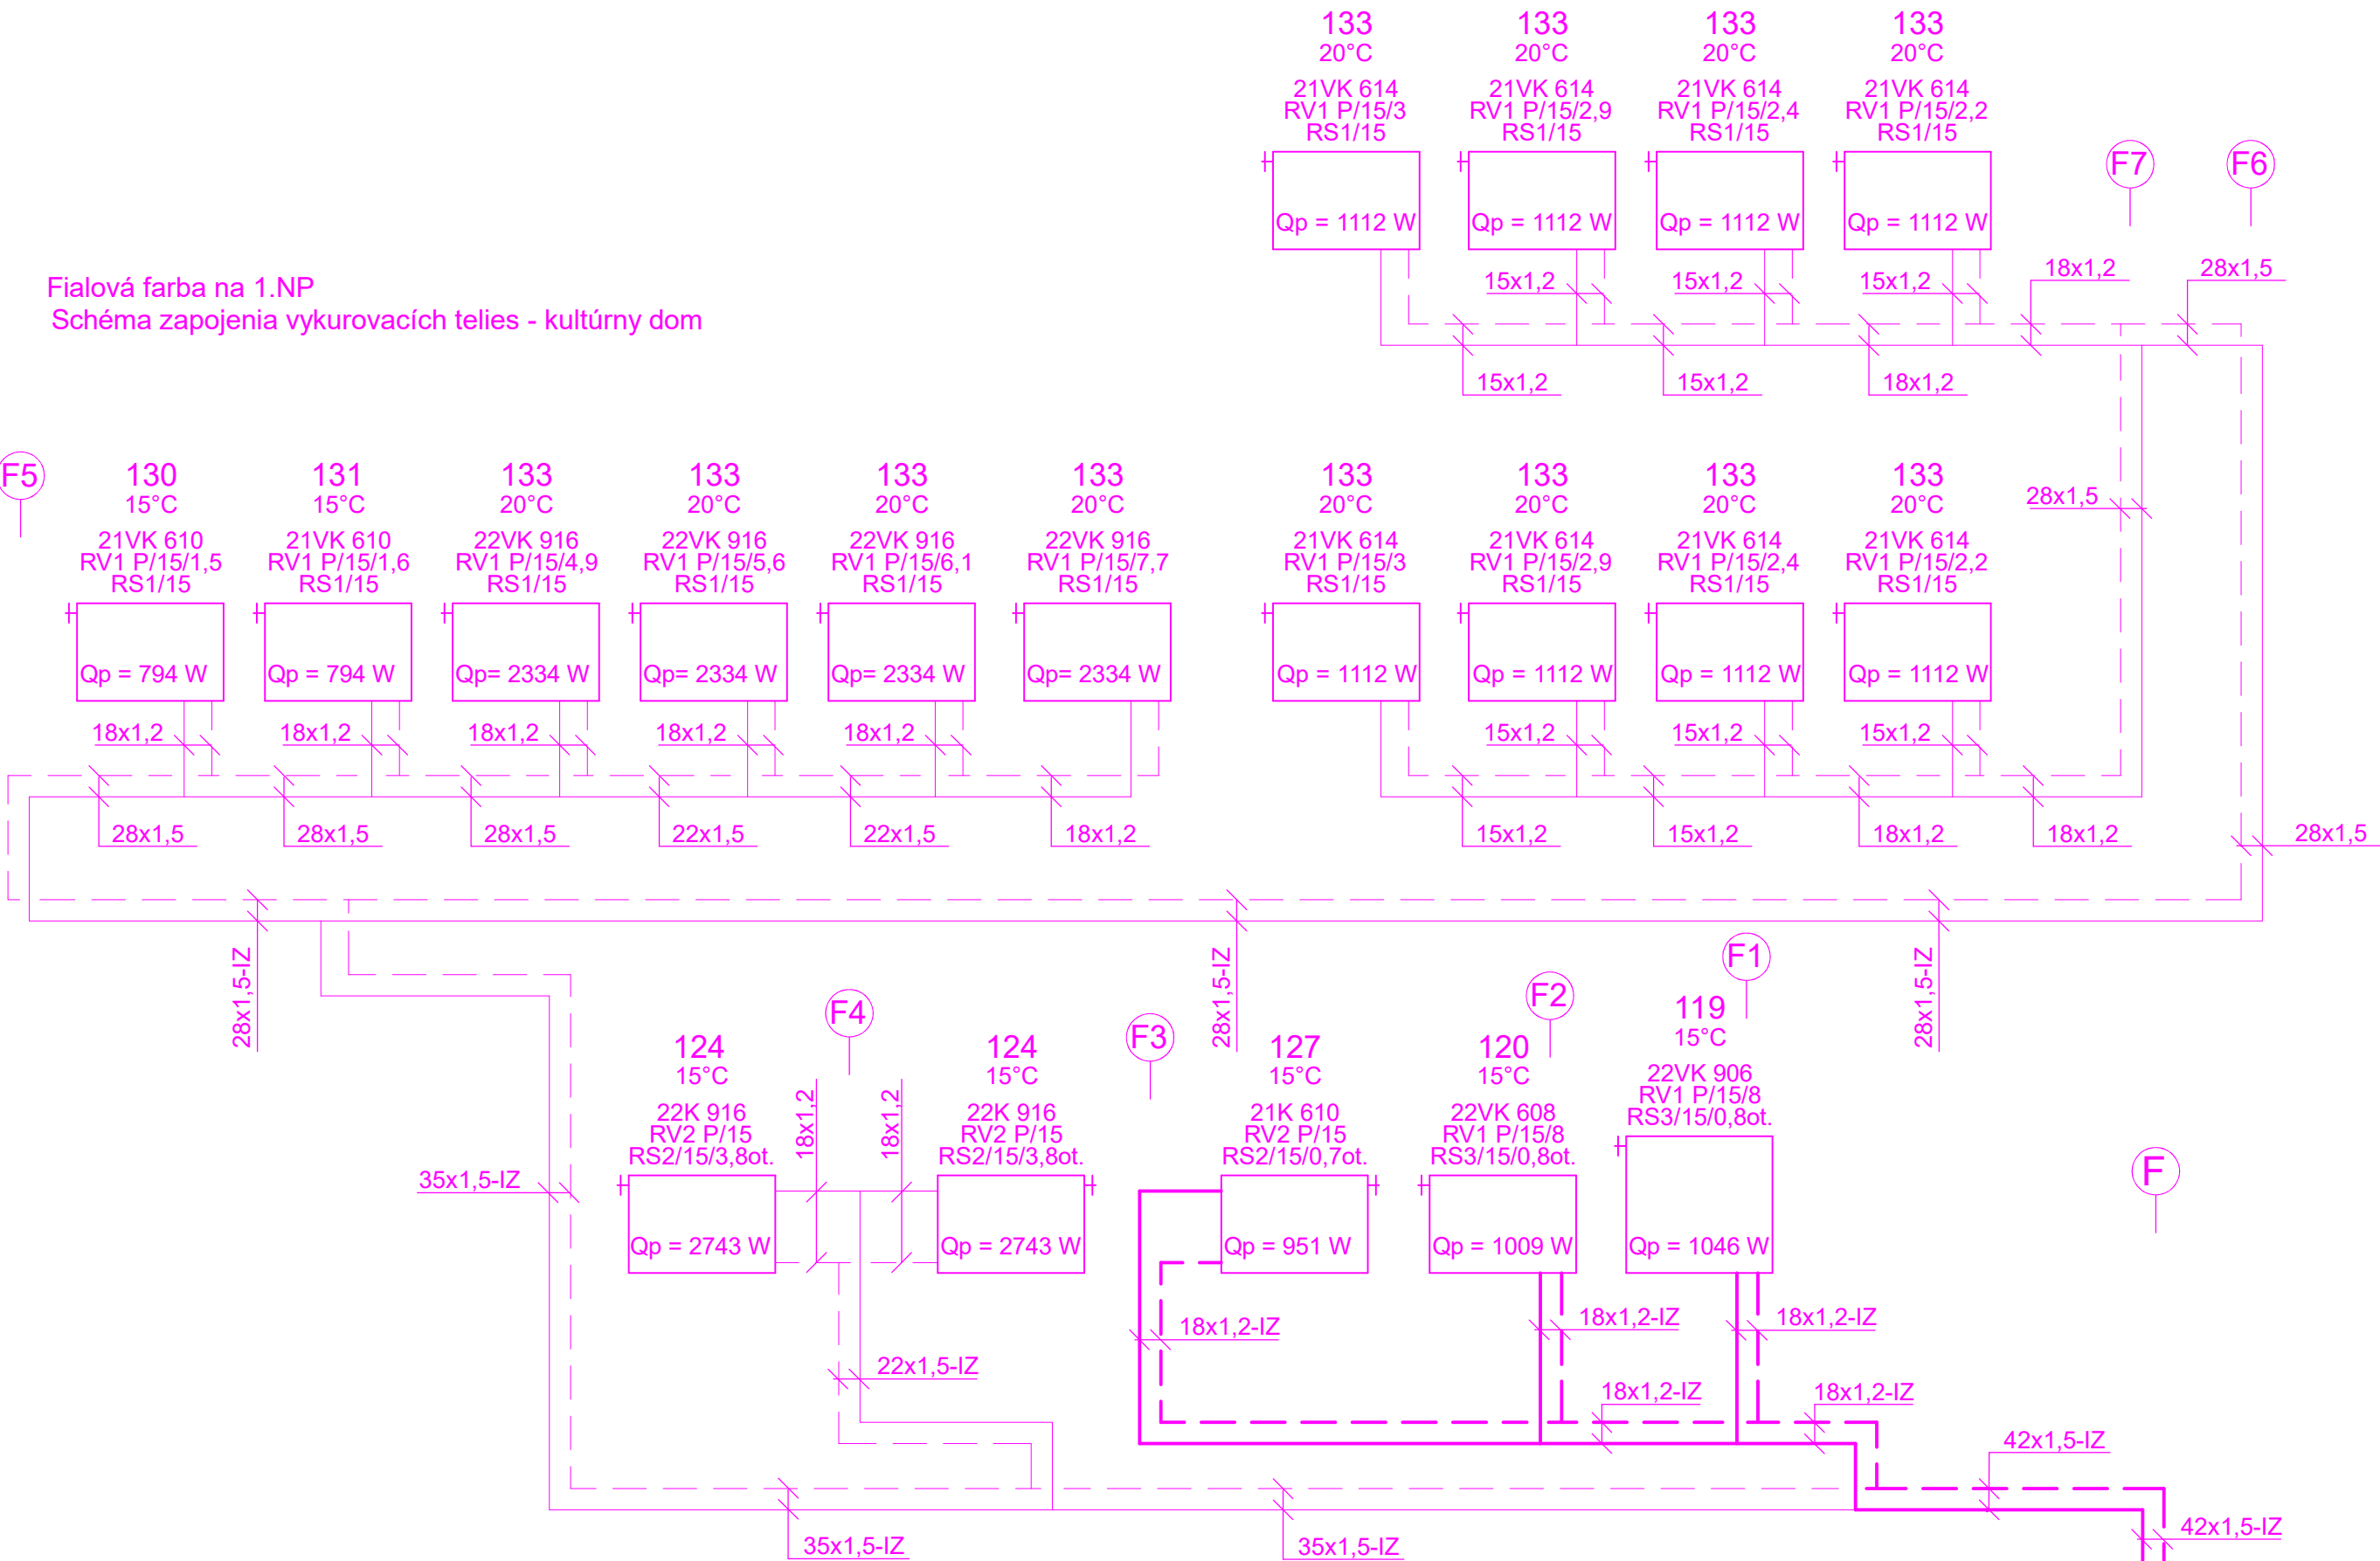 133
20°C
21VK 614
RV1 P/15/3
RS1/15
Qp = 1112 W
133
20°C
21VK 614
RV1 P/15/2,9
RS1/15
Qp = 1112 W
133
20°C
21VK 614
RV1 P/15/2,4
RS1/15
Qp = 1112 W
133
20°C
21VK 614
RV1 P/15/2,2
RS1/15
Qp = 1112 W
F7
F6
15x1,2
15x1,2
15x1,2
18x1,2
28x1,5
15x1,2
15x1,2
18x1,2
Fialová farba na 1.NP
Schéma zapojenia vykurovacích telies - kultúrny dom
F5
130
15°C
21VK 610
RV1 P/15/1,5
RS1/15
Qp = 794 W
131
15°C
21VK 610
RV1 P/15/1,6
RS1/15
Qp = 794 W
133
20°C
22VK 916
RV1 P/15/4,9
RS1/15
Qp= 2334 W
133
20°C
22VK 916
RV1 P/15/5,6
RS1/15
Qp= 2334 W
133
20°C
22VK 916
RV1 P/15/6,1
RS1/15
Qp= 2334 W
133
20°C
22VK 916
RV1 P/15/7,7
RS1/15
Qp= 2334 W
133
20°C
21VK 614
RV1 P/15/3
RS1/15
Qp = 1112 W
133
20°C
21VK 614
RV1 P/15/2,9
RS1/15
Qp = 1112 W
133
20°C
21VK 614
RV1 P/15/2,4
RS1/15
Qp = 1112 W
133
20°C
21VK 614
RV1 P/15/2,2
RS1/15
Qp = 1112 W
28x1,5
18x1,2
18x1,2
18x1,2
18x1,2
18x1,2
15x1,2
15x1,2
15x1,2
28x1,5
28x1,5
28x1,5
22x1,5
22x1,5
18x1,2
15x1,2
15x1,2
18x1,2
18x1,2
28x1,5
28x1,5-IZ
28x1,5-IZ
28x1,5-IZ
124
15°C
22K 916
RV2 P/15
RS2/15/3,8ot.
Qp = 2743 W
F4
18x1,2
18x1,2
124
15°C
22K 916
RV2 P/15
RS2/15/3,8ot.
Qp = 2743 W
F3
127
15°C
21K 610
RV2 P/15
RS2/15/0,7ot.
Qp = 951 W
F2
120
15°C
22VK 608
RV1 P/15/8
RS3/15/0,8ot.
Qp = 1009 W
F1
119
15°C
22VK 906
RV1 P/15/8
RS3/15/0,8ot.
Qp = 1046 W
F
35x1,5-IZ
18x1,2-IZ
18x1,2-IZ
18x1,2-IZ
22x1,5-IZ
18x1,2-IZ
18x1,2-IZ
42x1,5-IZ
42x1,5-IZ
35x1,5-IZ
35x1,5-IZ